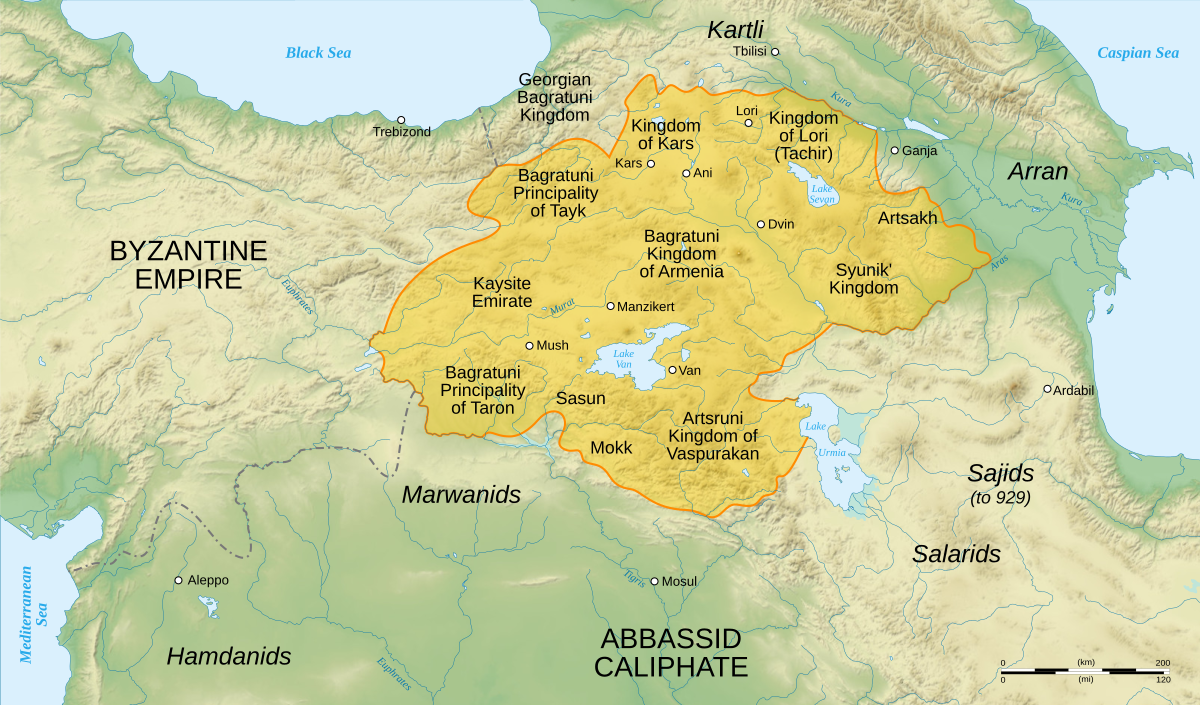 Kartli
Tbilisi
Black Sea
Caspian Sea
Georgian
Bagratuni
Kingdom
Trebizond
Kura
Lori
Kingdom
of Lori
(Tachir)
Kingdom
of Kars
Kars
Ani
Ganja
Arran
Kura
Bagratuni
Principality
of Tayk
Lake
Sevan
Artsakh
Dvin
BYZANTINE
EMPIRE
Bagratuni
Kingdom
of Armenia
Aras
Syunik'
Kingdom
Euphrates
Kaysite
Emirate
Murat
Manzikert
Mush
Lake
Van
Van
Bagratuni
Principality
of Taron
Sasun
Ardabil
Artsruni
Kingdom of
Vaspurakan
Mokk
Lake
Urmia
Marwanids
Sajids
(to 929)
Salarids
Mediterranean
Sea
Aleppo
Tigris
Mosul
Hamdanids
Euphrates
ABBASSID
CALIPHATE
0 (km) 200
0 (mi) 120